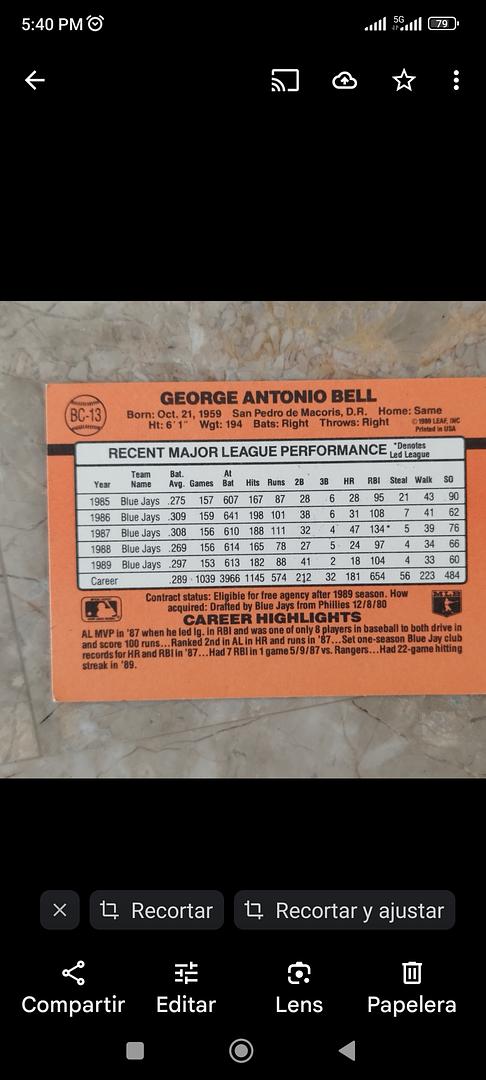 5:40 PM
5G
79
BC-13
GEORGE ANTONIO BELL
Born: Oct. 21, 1959 San Pedro de Macoris, D.R. Home: Same
Ht: 6' 1" Wgt: 194 Bats: Right Throws: Right
© 1989 LEAF, INC
Printed in USA
RECENT MAJOR LEAGUE PERFORMANCE *Denotes Led League
Year Team Name Bat. Avg. Games At Bat Hits Runs 2B 3B HR RBI Steal Walk SO
1985 Blue Jays .275 157 607 167 87 28 6 28 95 21 43 90
1986 Blue Jays .309 159 641 198 101 38 6 31 108 7 41 62
1987 Blue Jays .308 156 610 188 111 32 4 47 134* 5 39 76
1988 Blue Jays .269 156 614 165 78 27 5 24 97 4 34 66
1989 Blue Jays .297 153 613 182 88 41 2 18 104 4 33 60
Career .289 1039 3966 1145 574 212 32 181 654 56 223 484
Contract status: Eligible for free agency after 1989 season. How
acquired: Drafted by Blue Jays from Phillies 12/8/80
CAREER HIGHLIGHTS
AL MVP in '87 when he led lg. in RBI and was one of only 8 players in baseball to both drive in
and score 100 runs...Ranked 2nd in AL in HR and runs in '87...Set one-season Blue Jay club
records for HR and RBI in '87...Had 7 RBI in 1 game 5/9/87 vs. Rangers...Had 22-game hitting
streak in '89.
Recortar
Recortar y ajustar
Compartir
Editar
Lens
Papelera